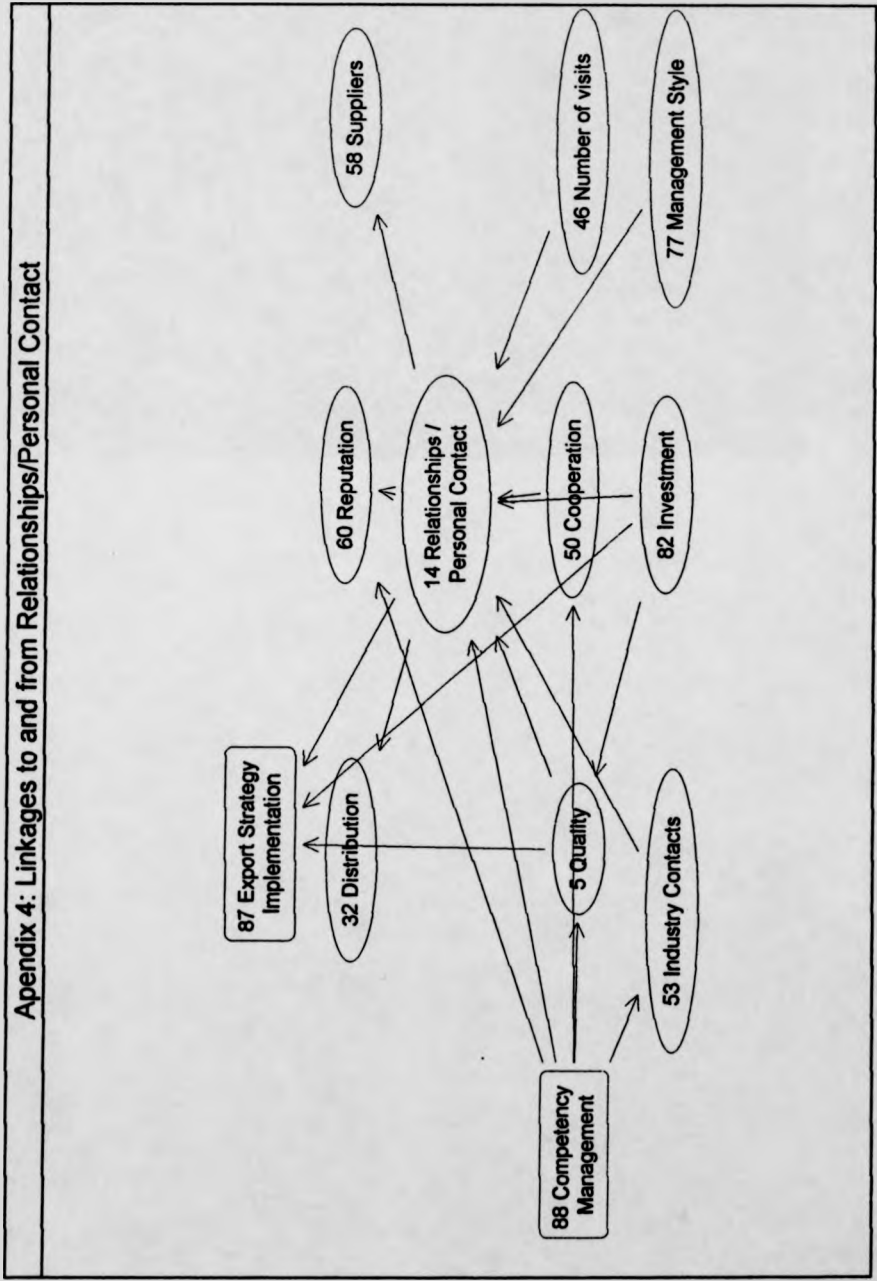 Apendix 4: Linkages to and from Relationships/Personal Contact
87 Export Strategy
Implementation
32 Distribution
60 Reputation
58 Suppliers
14 Relationships /
Personal Contact
88 Competency
Management
5 Quality
50 Cooperation
46 Number of visits
53 Industry Contacts
82 Investment
77 Management Style